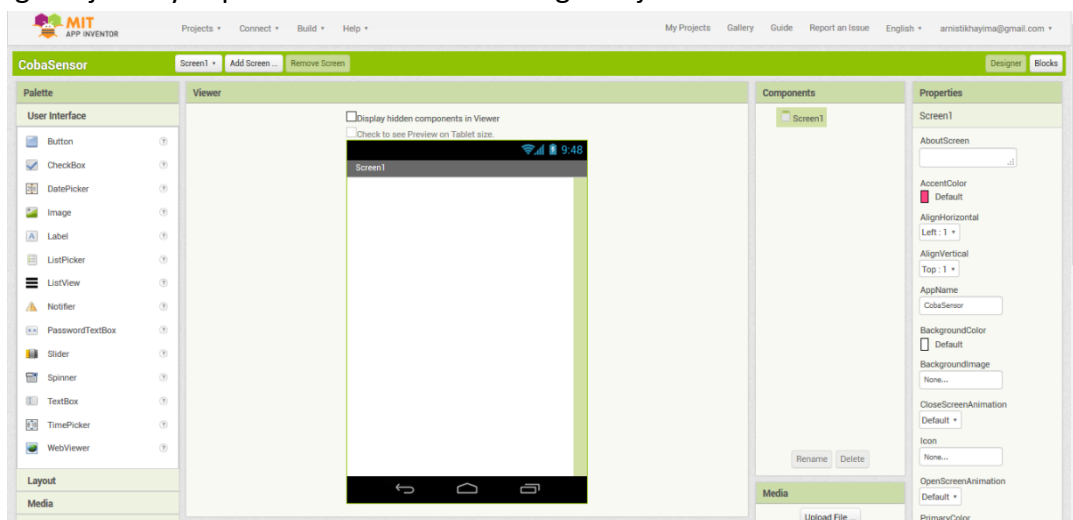 MIT
APP INVENTOR
Projects Connect Build Help
My Projects Gallery Guide Report an Issue English arnistikhayima@gmail.com
CobaSensor
Screen1 Add Screen ... Remove Screen
Designer Blocks
Palette
User Interface
Button
CheckBox
DatePicker
Image
Label
ListPicker
ListView
Notifier
PasswordTextBox
Slider
Spinner
TextBox
TimePicker
WebViewer
Layout
Media
Viewer
Display hidden components in Viewer
Check to see Preview on Tablet size.
9:48
Screen1
Components
Screen1
Rename Delete
Media
Upload File ...
Properties
Screen1
AboutScreen
AccentColor
Default
AlignHorizontal
Left : 1
AlignVertical
Top : 1
AppName
CobaSensor
BackgroundColor
Default
BackgroundImage
None...
CloseScreenAnimation
Default
Icon
None...
OpenScreenAnimation
Default
PrimaryColor